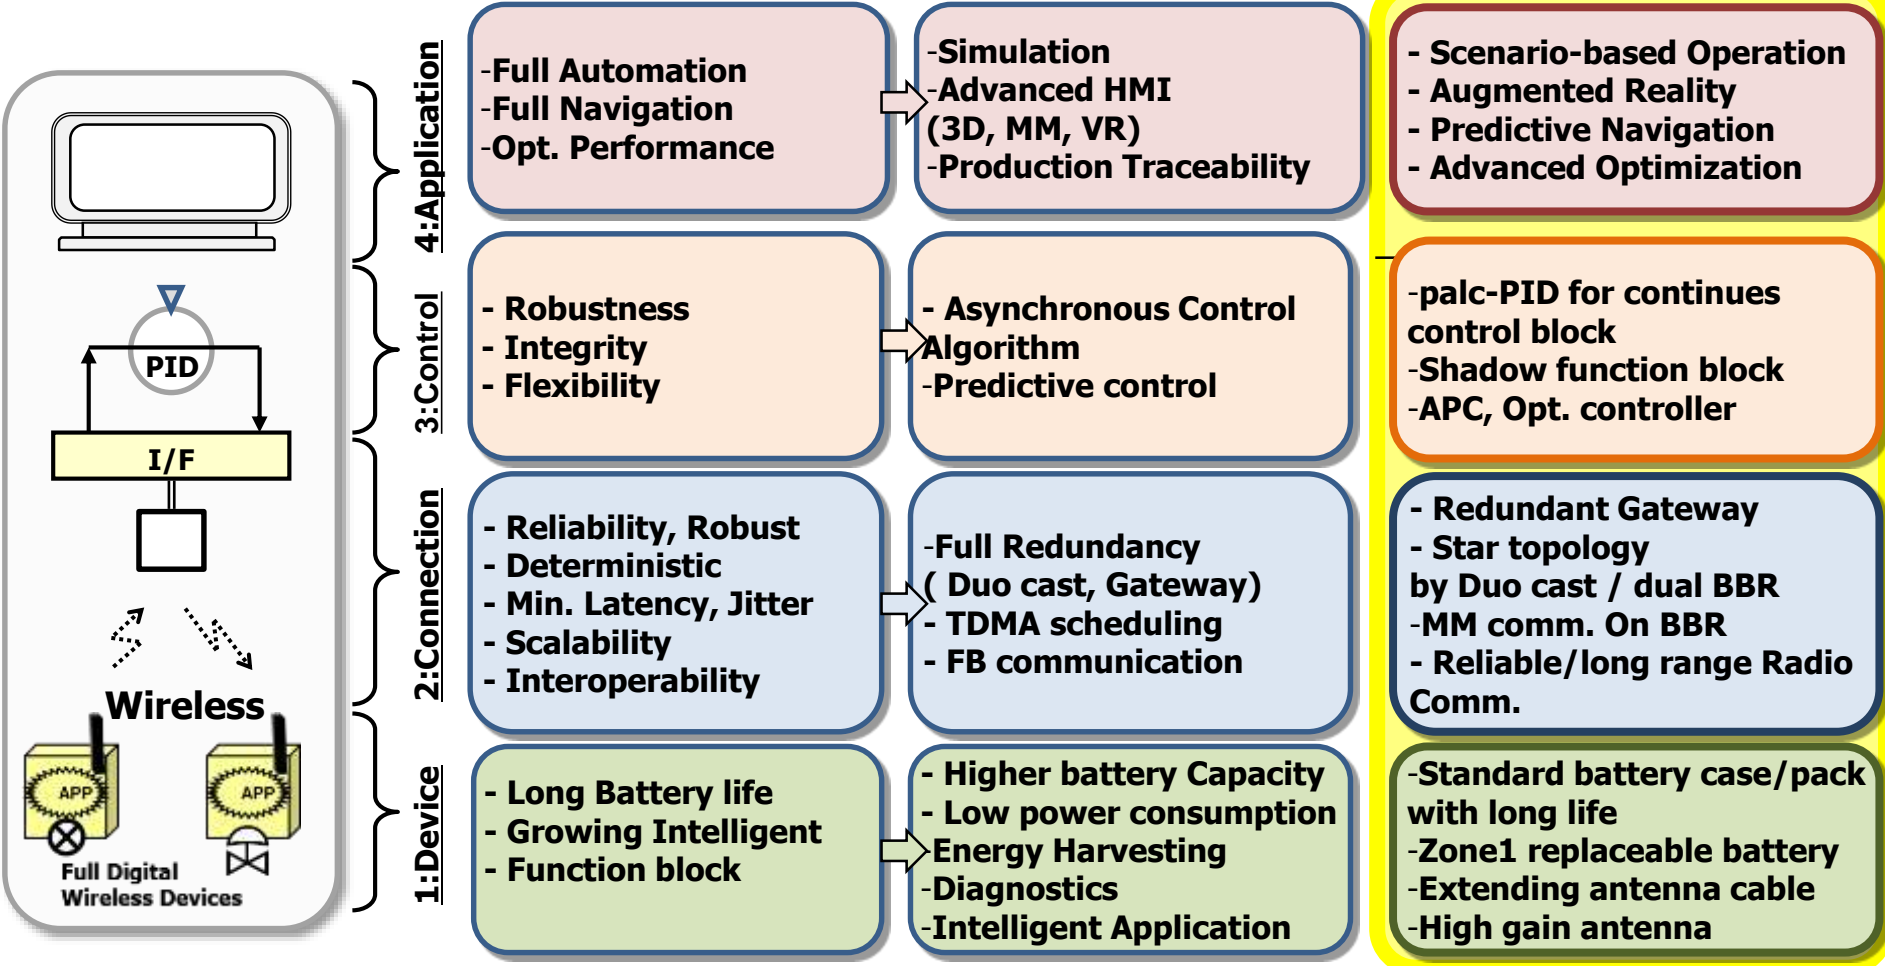 PID
I/F
Wireless
APP
APP
Full Digital
Wireless Devices
4:Application
-Full Automation
-Full Navigation
-Opt. Performance
-Simulation
-Advanced HMI
(3D, MM, VR)
-Production Traceability
- Scenario-based Operation
- Augmented Reality
- Predictive Navigation
- Advanced Optimization
3:Control
- Robustness
- Integrity
- Flexibility
- Asynchronous Control
Algorithm
-Predictive control
-palc-PID for continues
control block
-Shadow function block
-APC, Opt. controller
2:Connection
- Reliability, Robust
- Deterministic
- Min. Latency, Jitter
- Scalability
- Interoperability
-Full Redundancy
( Duo cast, Gateway)
- TDMA scheduling
- FB communication
- Redundant Gateway
- Star topology
by Duo cast / dual BBR
-MM comm. On BBR
- Reliable/long range Radio
Comm.
1:Device
- Long Battery life
- Growing Intelligent
- Function block
- Higher battery Capacity
- Low power consumption
-Energy Harvesting
-Diagnostics
-Intelligent Application
-Standard battery case/pack
with long life
-Zone1 replaceable battery
-Extending antenna cable
-High gain antenna